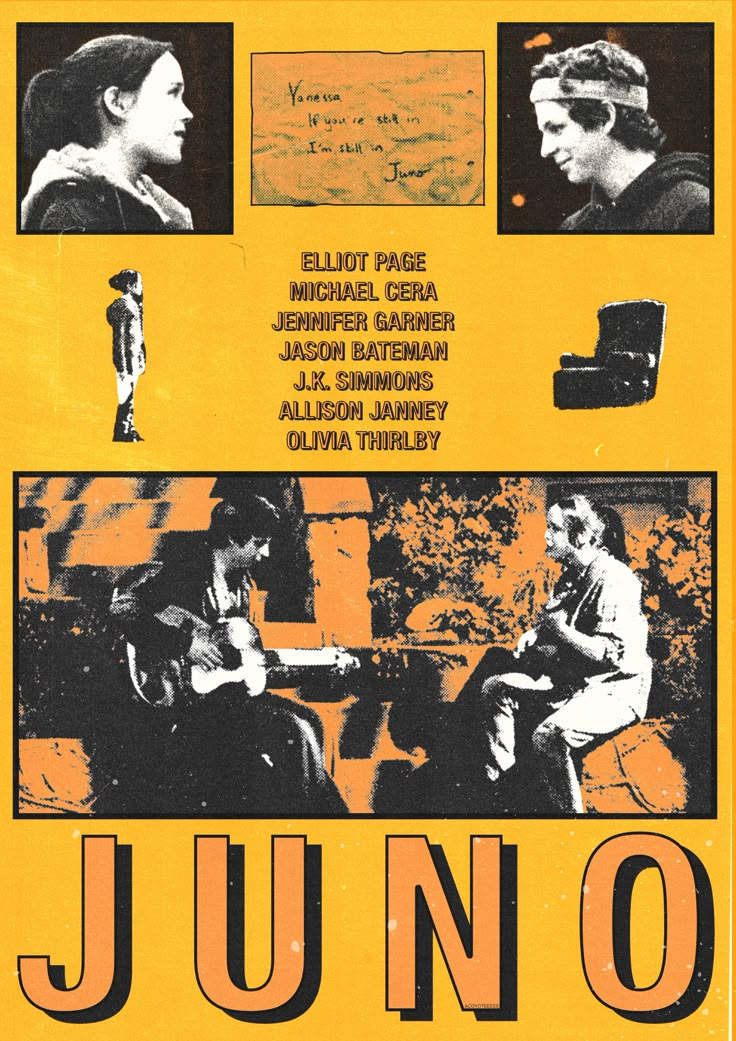 Vanessa
If you're still in
I'm still in
Juno
ELLIOT PAGE
MICHAEL CERA
JENNIFER GARNER
JASON BATEMAN
J.K. SIMMONS
ALLISON JANNEY
OLIVIA THIRLBY
JUNO